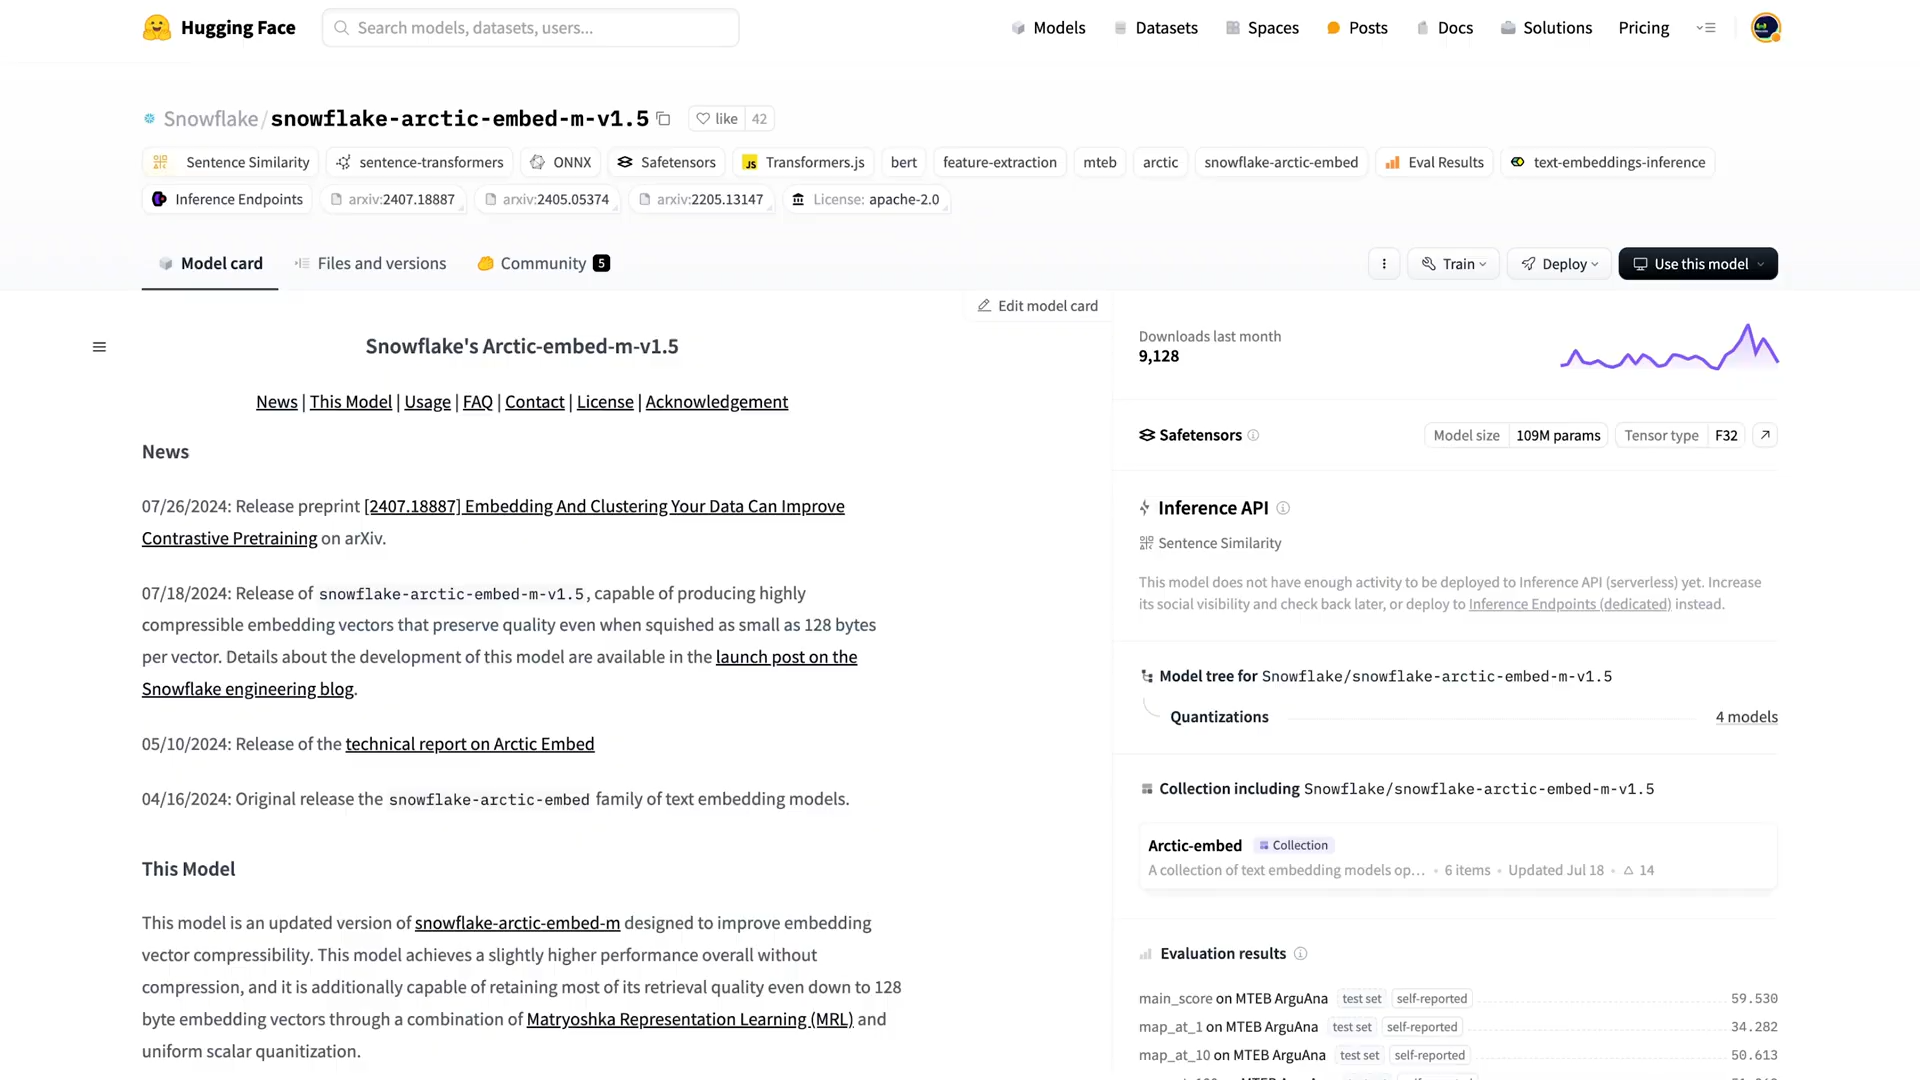 Hugging Face
Search models, datasets, users...
Models
Datasets
Spaces
Posts
Docs
Solutions
Pricing
Snowflake/snowflake-arctic-embed-m-v1.5
like 42
Sentence Similarity
sentence-transformers
ONNX
Safetensors
Transformers.js
bert
feature-extraction
mteb
arctic
snowflake-arctic-embed
Eval Results
text-embeddings-inference
Inference Endpoints
arxiv:2407.18887
arxiv:2405.05374
arxiv:2205.13147
License: apache-2.0
Model card
Files and versions
Community 5
Train
Deploy
Use this model
Edit model card
Snowflake's Arctic-embed-m-v1.5
News | This Model | Usage | FAQ | Contact | License | Acknowledgement
News
07/26/2024: Release preprint [2407.18887] Embedding And Clustering Your Data Can Improve
Contrastive Pretraining on arXiv.
07/18/2024: Release of snowflake-arctic-embed-m-v1.5, capable of producing highly
compressible embedding vectors that preserve quality even when squished as small as 128 bytes
per vector. Details about the development of this model are available in the launch post on the
Snowflake engineering blog.
05/10/2024: Release of the technical report on Arctic Embed
04/16/2024: Original release the snowflake-arctic-embed family of text embedding models.
This Model
This model is an updated version of snowflake-arctic-embed-m designed to improve embedding
vector compressibility. This model achieves a slightly higher performance overall without
compression, and it is additionally capable of retaining most of its retrieval quality even down to 128
byte embedding vectors through a combination of Matryoshka Representation Learning (MRL) and
uniform scalar quanitization.
Downloads last month
9,128
Safetensors
Model size 109M params
Tensor type F32
Inference API
Sentence Similarity
This model does not have enough activity to be deployed to Inference API (serverless) yet. Increase
its social visibility and check back later, or deploy to Inference Endpoints (dedicated) instead.
Model tree for Snowflake/snowflake-arctic-embed-m-v1.5
Quantizations 4 models
Collection including Snowflake/snowflake-arctic-embed-m-v1.5
Arctic-embed Collection
A collection of text embedding models op… • 6 items • Updated Jul 18 • 14
Evaluation results
main_score on MTEB ArguAna test set self-reported 59.530
map_at_1 on MTEB ArguAna test set self-reported 34.282
map_at_10 on MTEB ArguAna test set self-reported 50.613